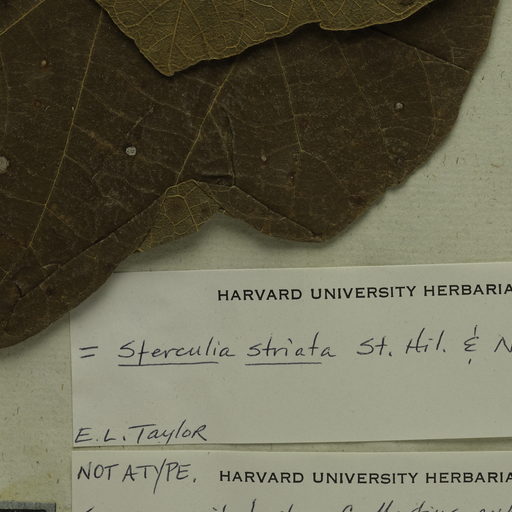 HARVARD UNIVERSITY HERBARIA
= Sterculia striata St. Hil. & N
E.L. Taylor
NOT A TYPE. HARVARD UNIVERSITY HERBARIA